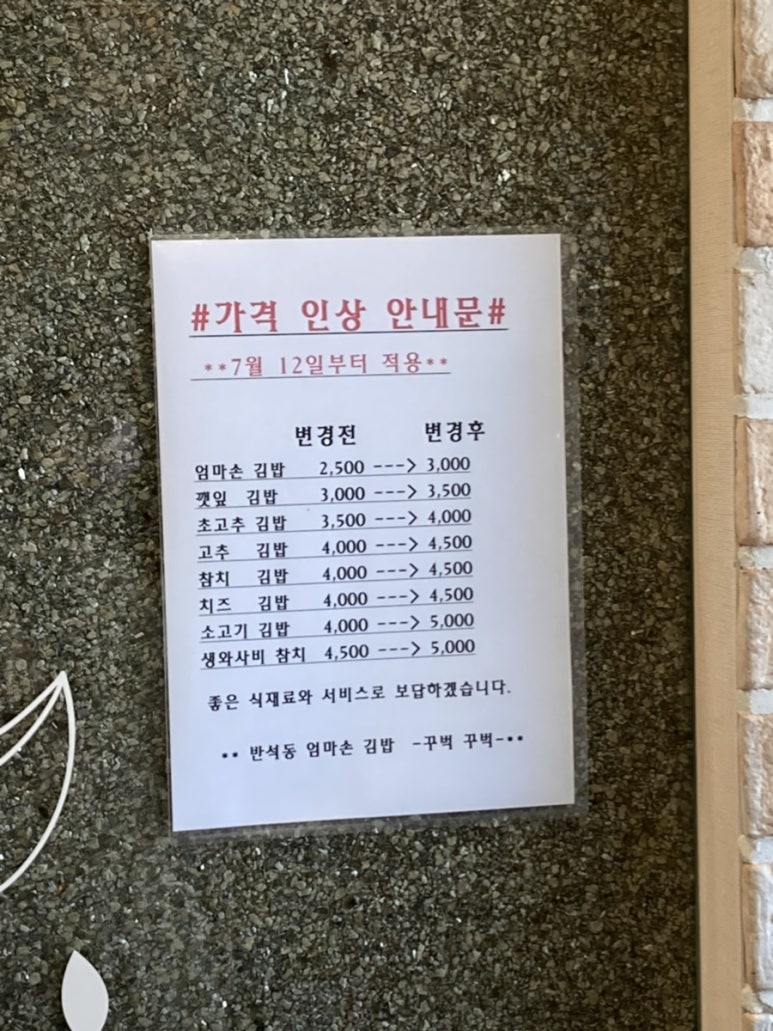 #가격 인상 안내문#
**7월 12일부터 적용**
변경전 변경후
엄마손 김밥 2,500 ---> 3,000
깻잎 김밥 3,000 ---> 3,500
초고추 김밥 3,500 ---> 4,000
고추 김밥 4,000 ---> 4,500
참치 김밥 4,000 ---> 4,500
치즈 김밥 4,000 ---> 4,500
소고기 김밥 4,000 ---> 5,000
생와사비 참치 4,500 ---> 5,000
좋은 식재료와 서비스로 보답하겠습니다.
** 반석동 엄마손 김밥 -꾸벅 꾸벅-**